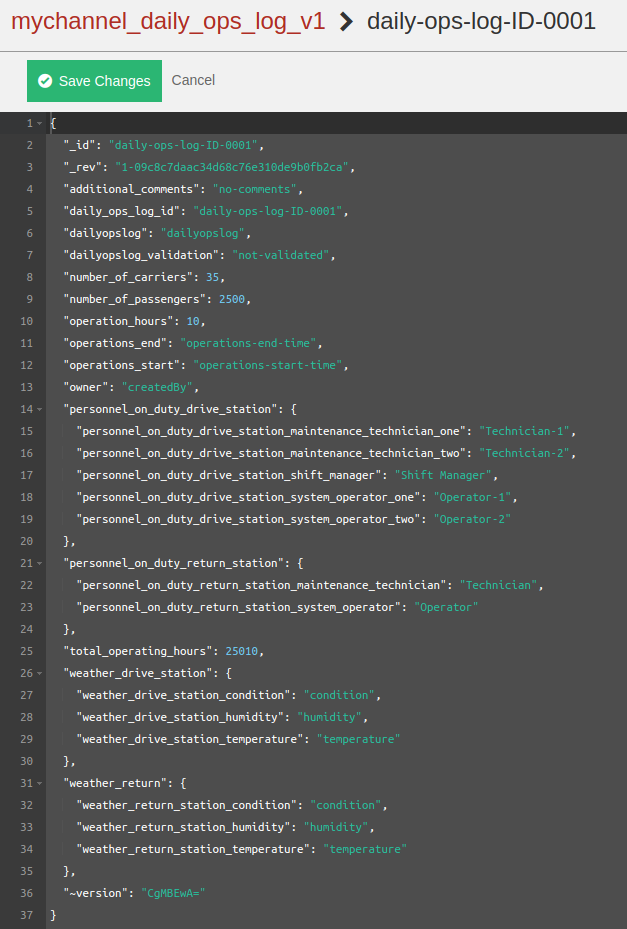 mychannel_daily_ops_log_v1 > daily-ops-log-ID-0001
Save Changes Cancel
1 {
2 "_id": "daily-ops-log-ID-0001",
3 "_rev": "1-09c8c7daac34d68c76e310de9b0fb2ca",
4 "additional_comments": "no-comments",
5 "daily_ops_log_id": "daily-ops-log-ID-0001",
6 "dailyopslog": "dailyopslog",
7 "dailyopslog_validation": "not-validated",
8 "number_of_carriers": 35,
9 "number_of_passengers": 2500,
10 "operation_hours": 10,
11 "operations_end": "operations-end-time",
12 "operations_start": "operations-start-time",
13 "owner": "createdBy",
14 "personnel_on_duty_drive_station": {
15 "personnel_on_duty_drive_station_maintenance_technician_one": "Technician-1",
16 "personnel_on_duty_drive_station_maintenance_technician_two": "Technician-2",
17 "personnel_on_duty_drive_station_shift_manager": "Shift Manager",
18 "personnel_on_duty_drive_station_system_operator_one": "Operator-1",
19 "personnel_on_duty_drive_station_system_operator_two": "Operator-2"
20 },
21 "personnel_on_duty_return_station": {
22 "personnel_on_duty_return_station_maintenance_technician": "Technician",
23 "personnel_on_duty_return_station_system_operator": "Operator"
24 },
25 "total_operating_hours": 25010,
26 "weather_drive_station": {
27 "weather_drive_station_condition": "condition",
28 "weather_drive_station_humidity": "humidity",
29 "weather_drive_station_temperature": "temperature"
30 },
31 "weather_return": {
32 "weather_return_station_condition": "condition",
33 "weather_return_station_humidity": "humidity",
34 "weather_return_station_temperature": "temperature"
35 },
36 "~version": "CgMBEwA="
37 }